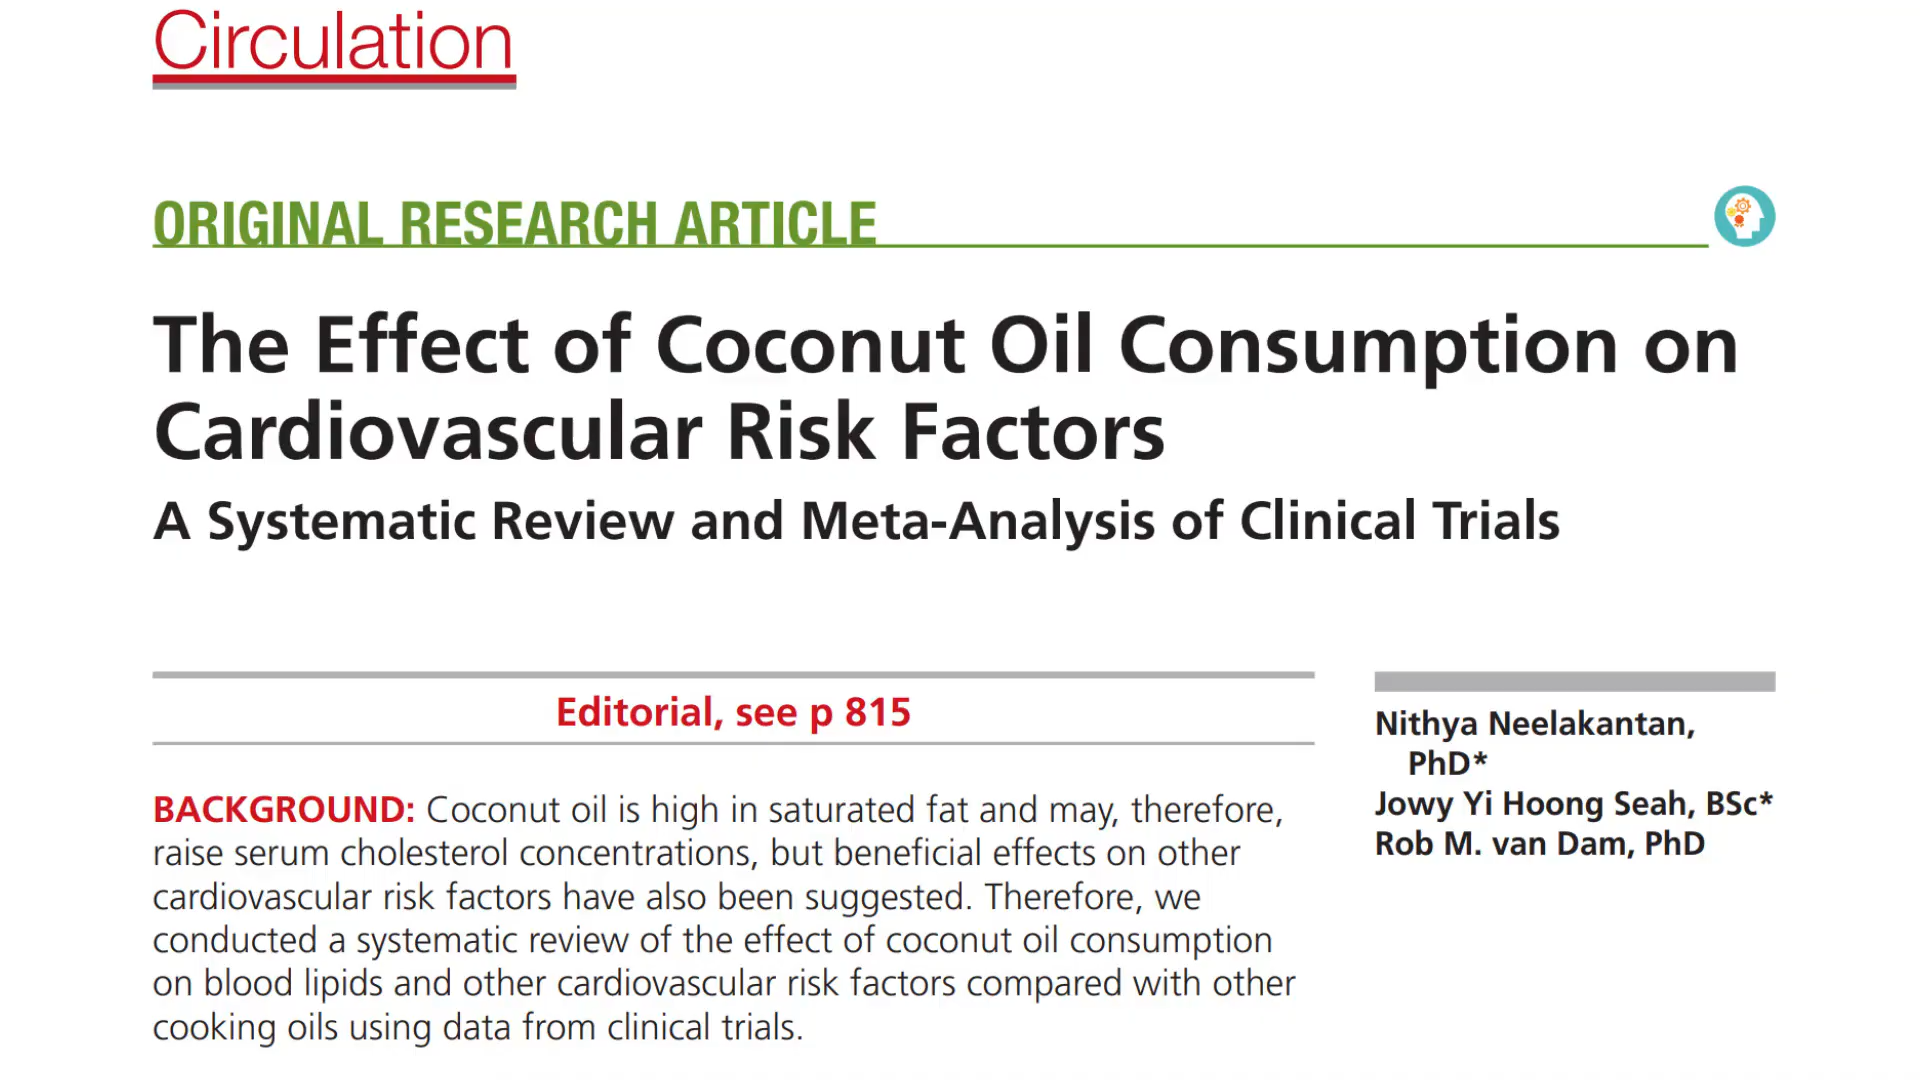 Circulation
ORIGINAL RESEARCH ARTICLE
The Effect of Coconut Oil Consumption on
Cardiovascular Risk Factors
A Systematic Review and Meta-Analysis of Clinical Trials
Editorial, see p 815
BACKGROUND: Coconut oil is high in saturated fat and may, therefore,
raise serum cholesterol concentrations, but beneficial effects on other
cardiovascular risk factors have also been suggested. Therefore, we
conducted a systematic review of the effect of coconut oil consumption
on blood lipids and other cardiovascular risk factors compared with other
cooking oils using data from clinical trials.
Nithya Neelakantan,
PhD*
Jowy Yi Hoong Seah, BSc*
Rob M. van Dam, PhD